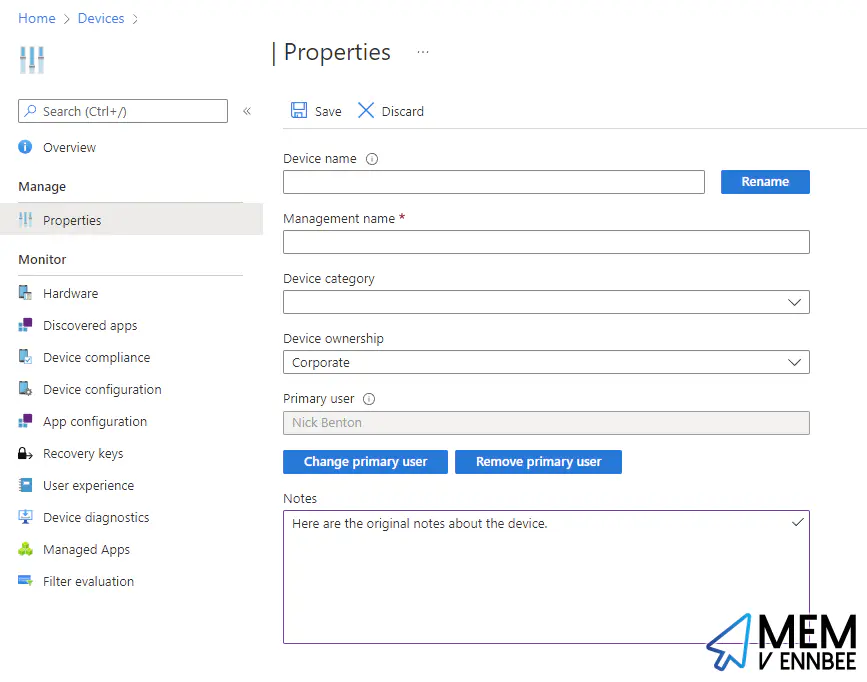 Home > Devices >
| Properties ...
Search (Ctrl+/) «
Save Discard
Overview
Manage
Properties
Monitor
Hardware
Discovered apps
Device compliance
Device configuration
App configuration
Recovery keys
User experience
Device diagnostics
Managed Apps
Filter evaluation
Device name
Rename
Management name *
Device category
Device ownership
Corporate
Primary user
Nick Benton
Change primary user Remove primary user
Notes
Here are the original notes about the device.
MEM
V ENNBEE